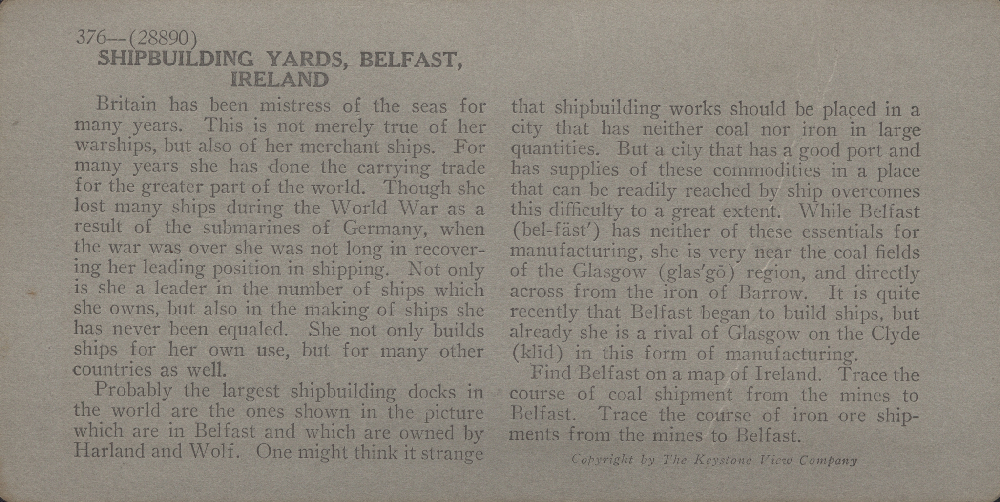 376—(28890)
SHIPBUILDING YARDS, BELFAST,
IRELAND
Britain has been mistress of the seas for
many years. This is not merely true of her
warships, but also of her merchant ships. For
many years she has done the carrying trade
for the greater part of the world. Though she
lost many ships during the World War as a
result of the submarines of Germany, when
the war was over she was not long in recover-
ing her leading position in shipping. Not only
is she a leader in the number of ships which
she owns, but also in the making of ships she
has never been equaled. She not only builds
ships for her own use, but for many other
countries as well.
Probably the largest shipbuilding docks in
the world are the ones shown in the picture
which are in Belfast and which are owned by
Harland and Wolf. One might think it strange
that shipbuilding works should be placed in a
city that has neither coal nor iron in large
quantities. But a city that has a good port and
has supplies of these commodities in a place
that can be readily reached by ship overcomes
this difficulty to a great extent. While Belfast
(bel-fȧst′) has neither of these essentials for
manufacturing, she is very near the coal fields
of the Glasgow (glas′gō) region, and directly
across from the iron of Barrow. It is quite
recently that Belfast began to build ships, but
already she is a rival of Glasgow on the Clyde
(klīd) in this form of manufacturing.
Find Belfast on a map of Ireland. Trace the
course of coal shipment from the mines to
Belfast. Trace the course of iron ore ship-
ments from the mines to Belfast.
Copyright by The Keystone View Company